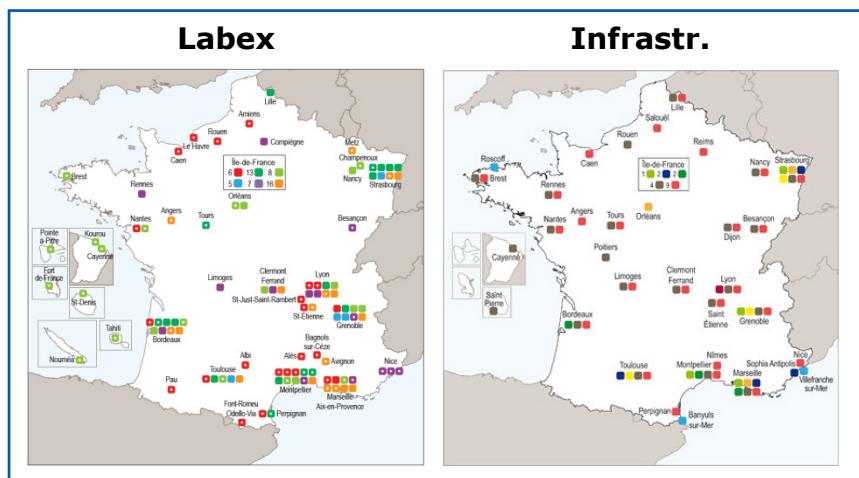 Labex
Infrastr.
Lille
Amiens
Rouen
Le Havre
Caen
Compiègne
Metz
Champenoux
Nancy
Strasbourg
Île-de-France
6 13 8
5 7 16
Brest
Rennes
Orléans
Angers
Nantes
Tours
Besançon
Pointe
à-Pitre
Kourou
Cayenne
Fort
de-France
St-Denis
Tahiti
Nouméa
Limoges
Clermont
Ferrand
Lyon
St-Just-Saint-Rambert
St-Etienne
Grenoble
Bordeaux
Bagnols
sur-Cèze
Albi
Alès
Avignon
Nice
Toulouse
Pau
Montpellier
Marseille
Aix-en-Provence
Font-Romeu
Odeillo-Via
Perpignan
Lille
Salouël
Rouen
Reims
Caen
Roscoff
Brest
Île-de-France
1 2 2
4 9
Nancy
Strasbourg
Rennes
Orléans
Nantes
Angers
Tours
Dijon
Besançon
Poitiers
Cayenne
Saint-
Pierre
Limoges
Clermont
Ferrand
Lyon
Saint
Étienne
Grenoble
Bordeaux
Toulouse
Nîmes
Montpellier
Sophia Antipolis
Nice
Marseille
Villefranche
sur-Mer
Perpignan
Banyuls
sur-Mer